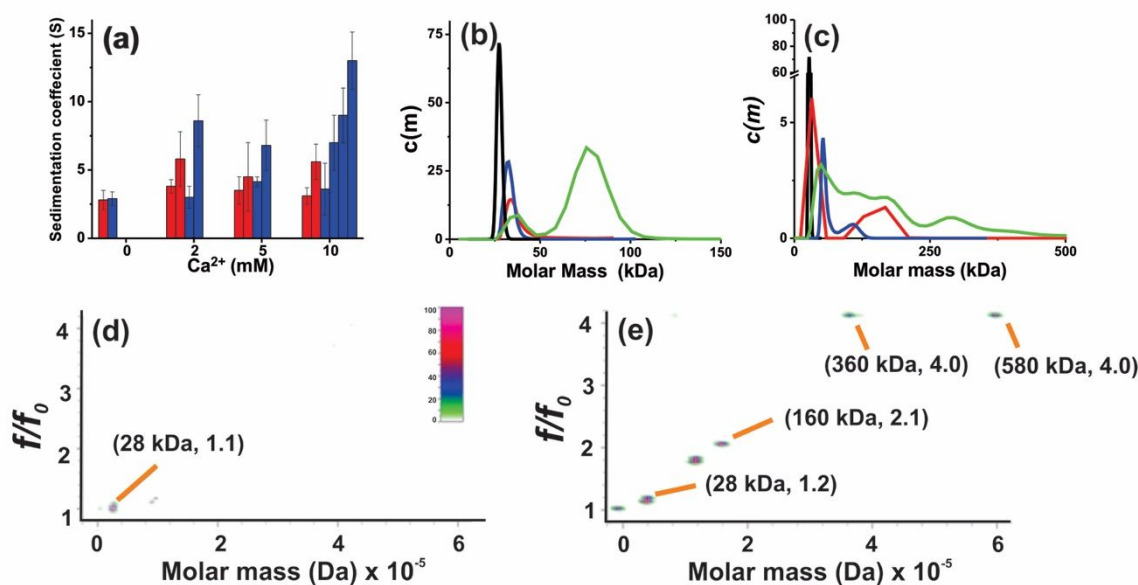 (a)
Sedimentation coeffecient (S)
15
10
5
0
0
2
5
10
Ca²⁺ (mM)
(b)
c(m)
75
50
25
0
0
50
100
150
Molar Mass (kDa)
(c)
c(m)
100
80
60
5
0
0
250
500
Molar mass (kDa)
(d)
f/f₀
4
3
2
1
(28 kDa, 1.1)
0
2
4
6
Molar mass (Da) x 10⁻⁵
100
80
60
40
20
0
(e)
f/f₀
4
3
2
1
(360 kDa, 4.0)
(580 kDa, 4.0)
(160 kDa, 2.1)
(28 kDa, 1.2)
0
2
4
6
Molar mass (Da) x 10⁻⁵